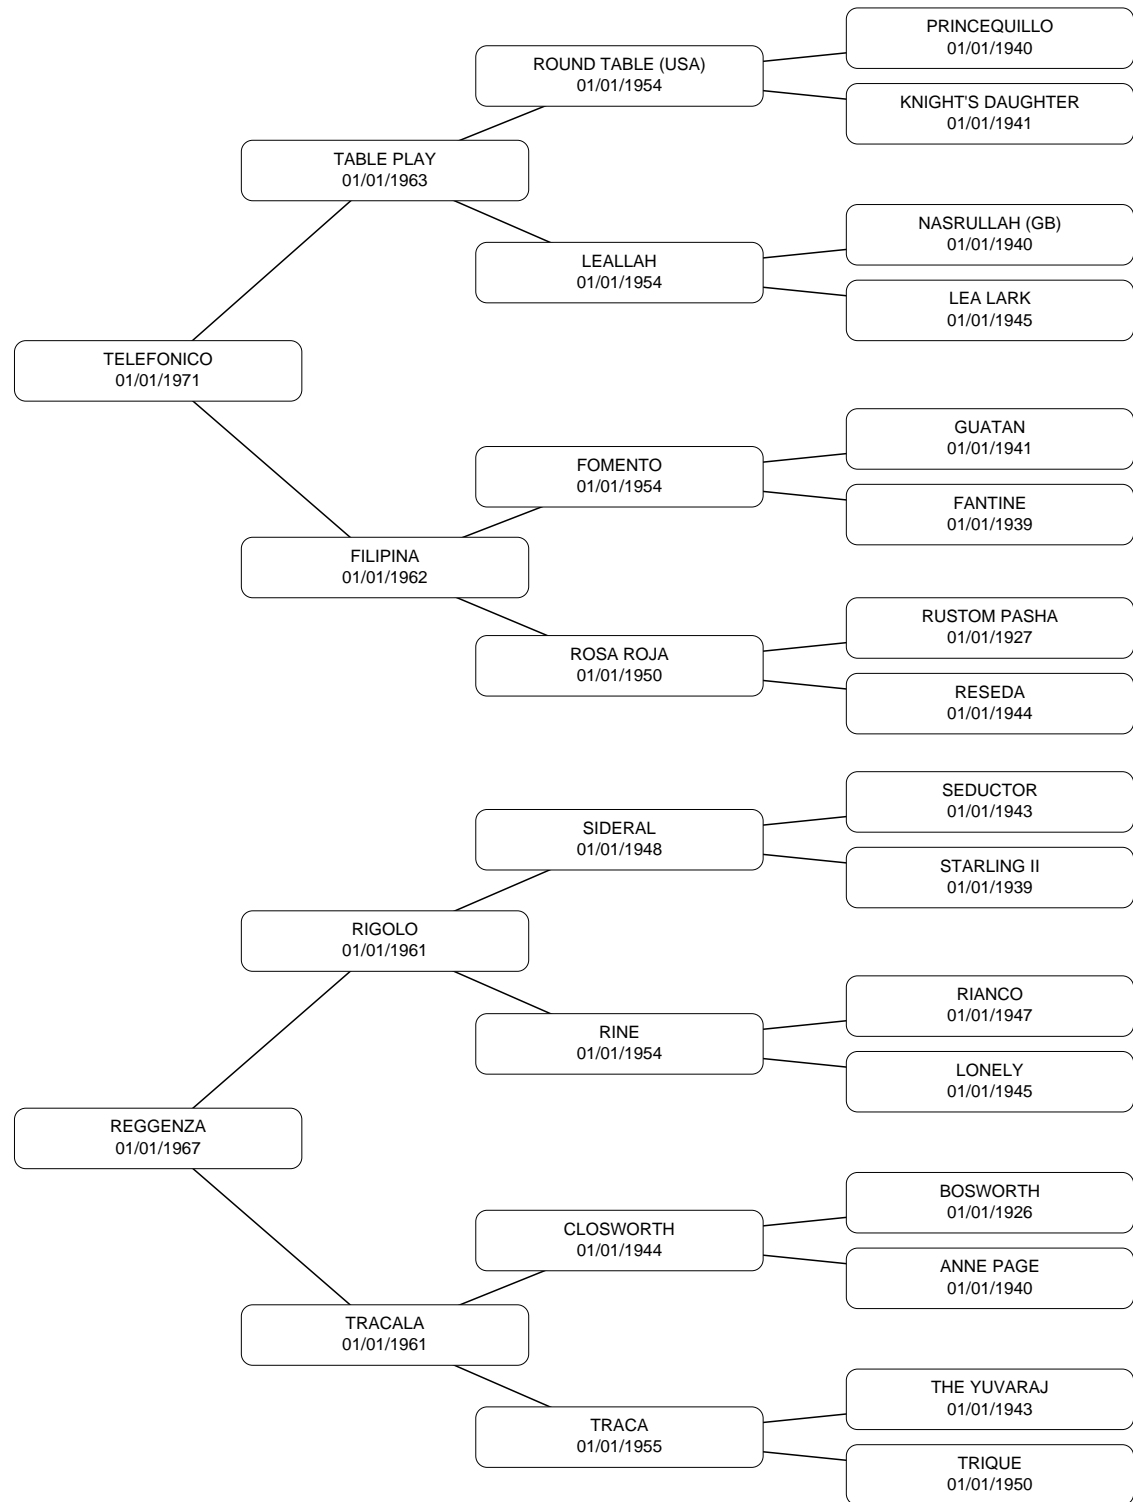 PRINCEQUILLO
01/01/1940
ROUND TABLE (USA)
01/01/1954
KNIGHT'S DAUGHTER
01/01/1941
TABLE PLAY
01/01/1963
NASRULLAH (GB)
01/01/1940
LEALLAH
01/01/1954
LEA LARK
01/01/1945
TELEFONICO
01/01/1971
GUATAN
01/01/1941
FOMENTO
01/01/1954
FANTINE
01/01/1939
FILIPINA
01/01/1962
RUSTOM PASHA
01/01/1927
ROSA ROJA
01/01/1950
RESEDA
01/01/1944
SEDUCTOR
01/01/1943
SIDERAL
01/01/1948
STARLING II
01/01/1939
RIGOLO
01/01/1961
RIANCO
01/01/1947
RINE
01/01/1954
LONELY
01/01/1945
REGGENZA
01/01/1967
BOSWORTH
01/01/1926
CLOSWORTH
01/01/1944
ANNE PAGE
01/01/1940
TRACALA
01/01/1961
THE YUVARAJ
01/01/1943
TRACA
01/01/1955
TRIQUE
01/01/1950